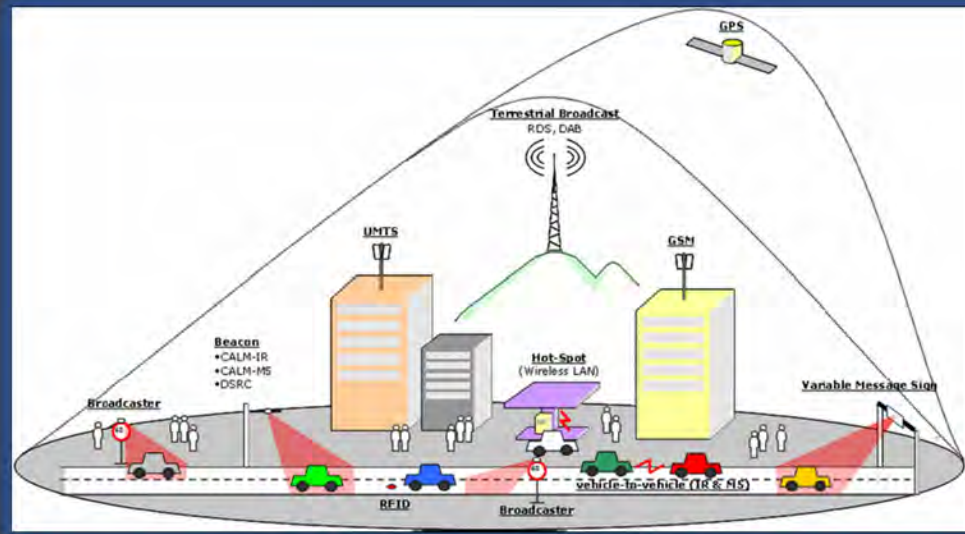 GPS
Terrestrial Broadcast
RDS, DAB
UMTS
GSM
Beacon
•CALM-IR
•CALM-M5
•DSRC
Hot-Spot
(Wireless LAN)
Variable Message Sign
Broadcaster
vehicle-to-vehicle (IR & M5)
RFID
Broadcaster